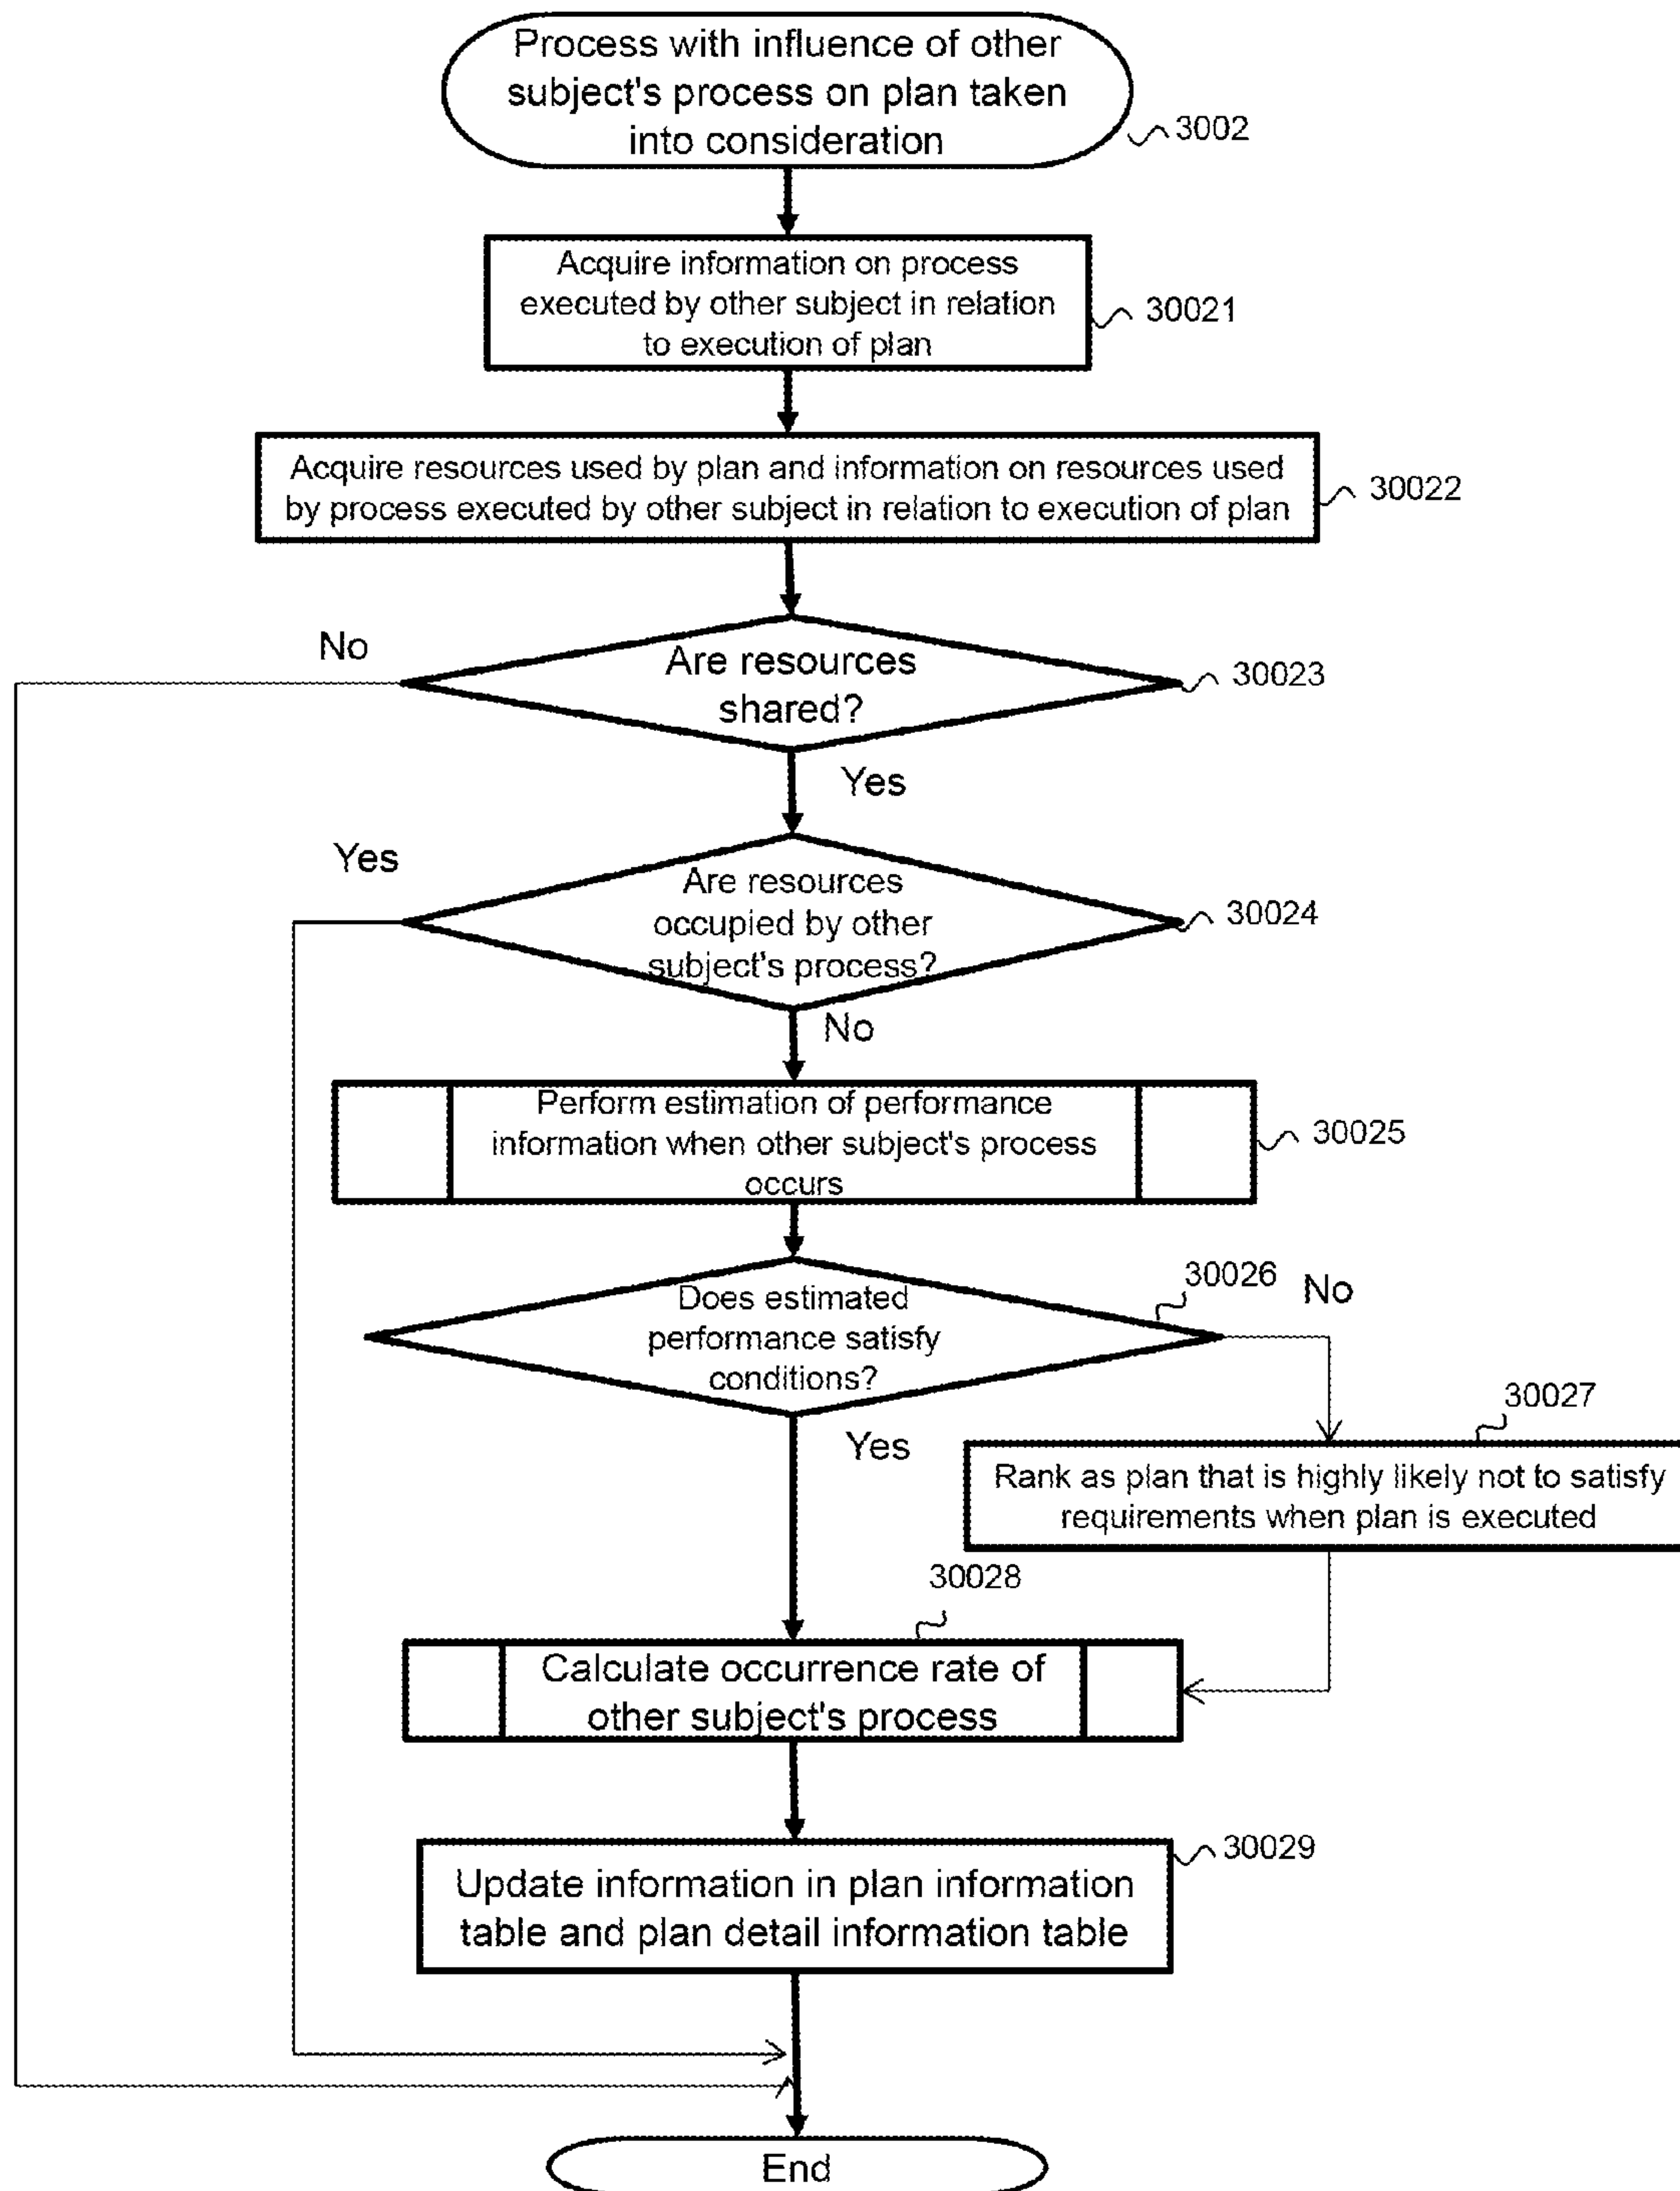 Process with influence of other
subject's process on plan taken
into consideration
3002
Acquire information on process
executed by other subject in relation
to execution of plan
30021
Acquire resources used by plan and information on resources used
by process executed by other subject in relation to execution of plan
30022
No
Are resources
shared?
30023
Yes
Yes
Are resources
occupied by other
subject's process?
30024
No
Perform estimation of performance
information when other subject's process
occurs
30025
Does estimated
performance satisfy
conditions?
30026
No
Yes
30027
Rank as plan that is highly likely not to satisfy
requirements when plan is executed
30028
Calculate occurrence rate of
other subject's process
30029
Update information in plan information
table and plan detail information table
End